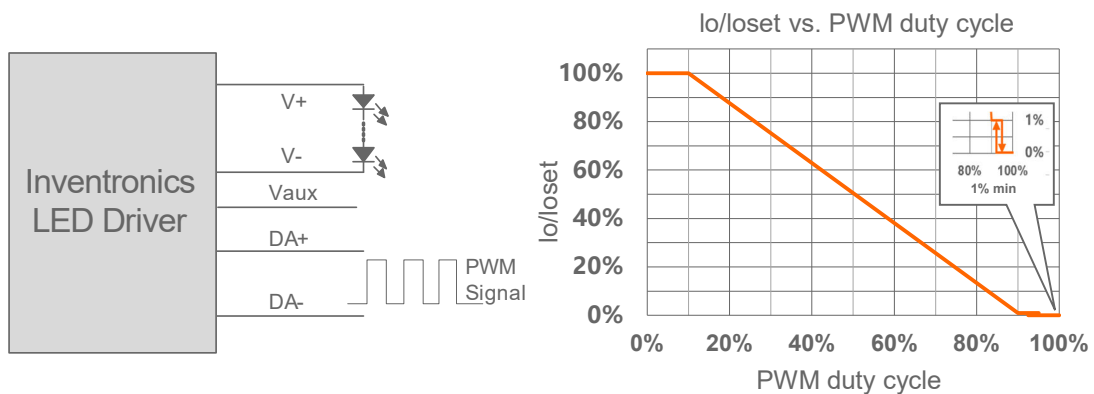 Inventronics
LED Driver
V+
V-
Vaux
DA+
DA-
PWM
Signal
Io/Ioset vs. PWM duty cycle
Io/Ioset
100%
80%
60%
40%
20%
0%
0% 20% 40% 60% 80% 100%
PWM duty cycle
1%
0%
80% 100%
1% min